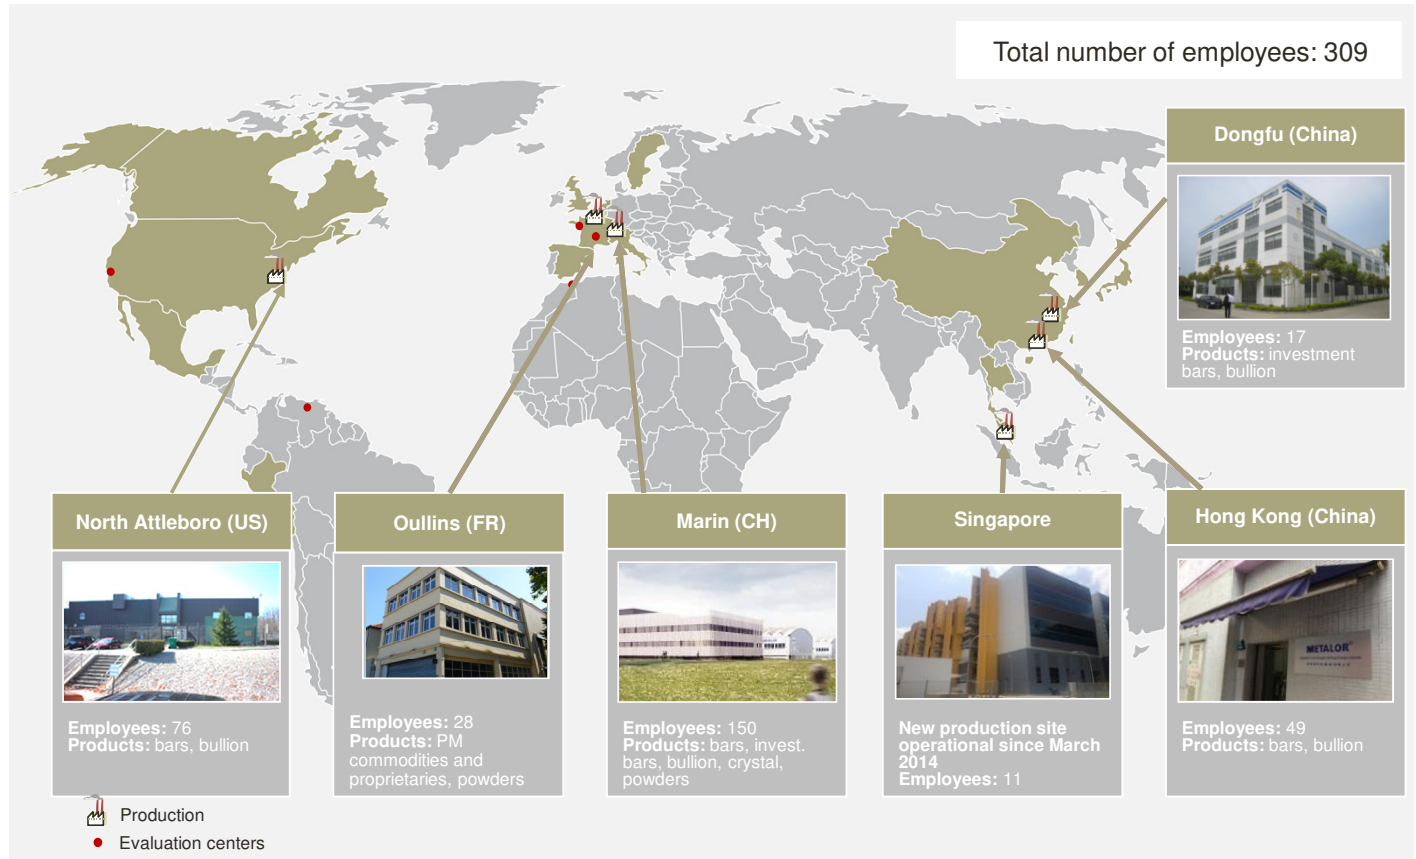 Total number of employees: 309
Dongfu (China)
Employees: 17
Products: investment
bars, bullion
North Attleboro (US)
Employees: 76
Products: bars, bullion
Oullins (FR)
Employees: 28
Products: PM
commodities and
proprietaries, powders
Marin (CH)
Employees: 150
Products: bars, invest.
bars, bullion, crystal,
powders
Singapore
New production site
operational since March
2014
Employees: 11
Hong Kong (China)
METALOR®
Employees: 49
Products: bars, bullion
Production
Evaluation centers